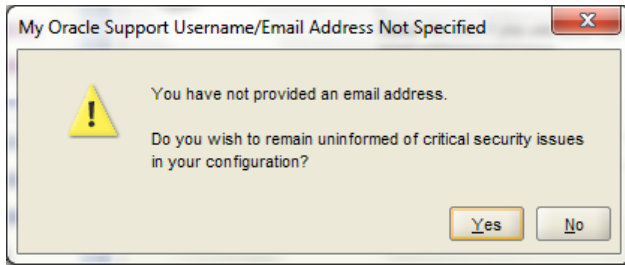 My Oracle Support Username/Email Address Not Specified
You have not provided an email address.
Do you wish to remain uninformed of critical security issues
in your configuration?
Yes No